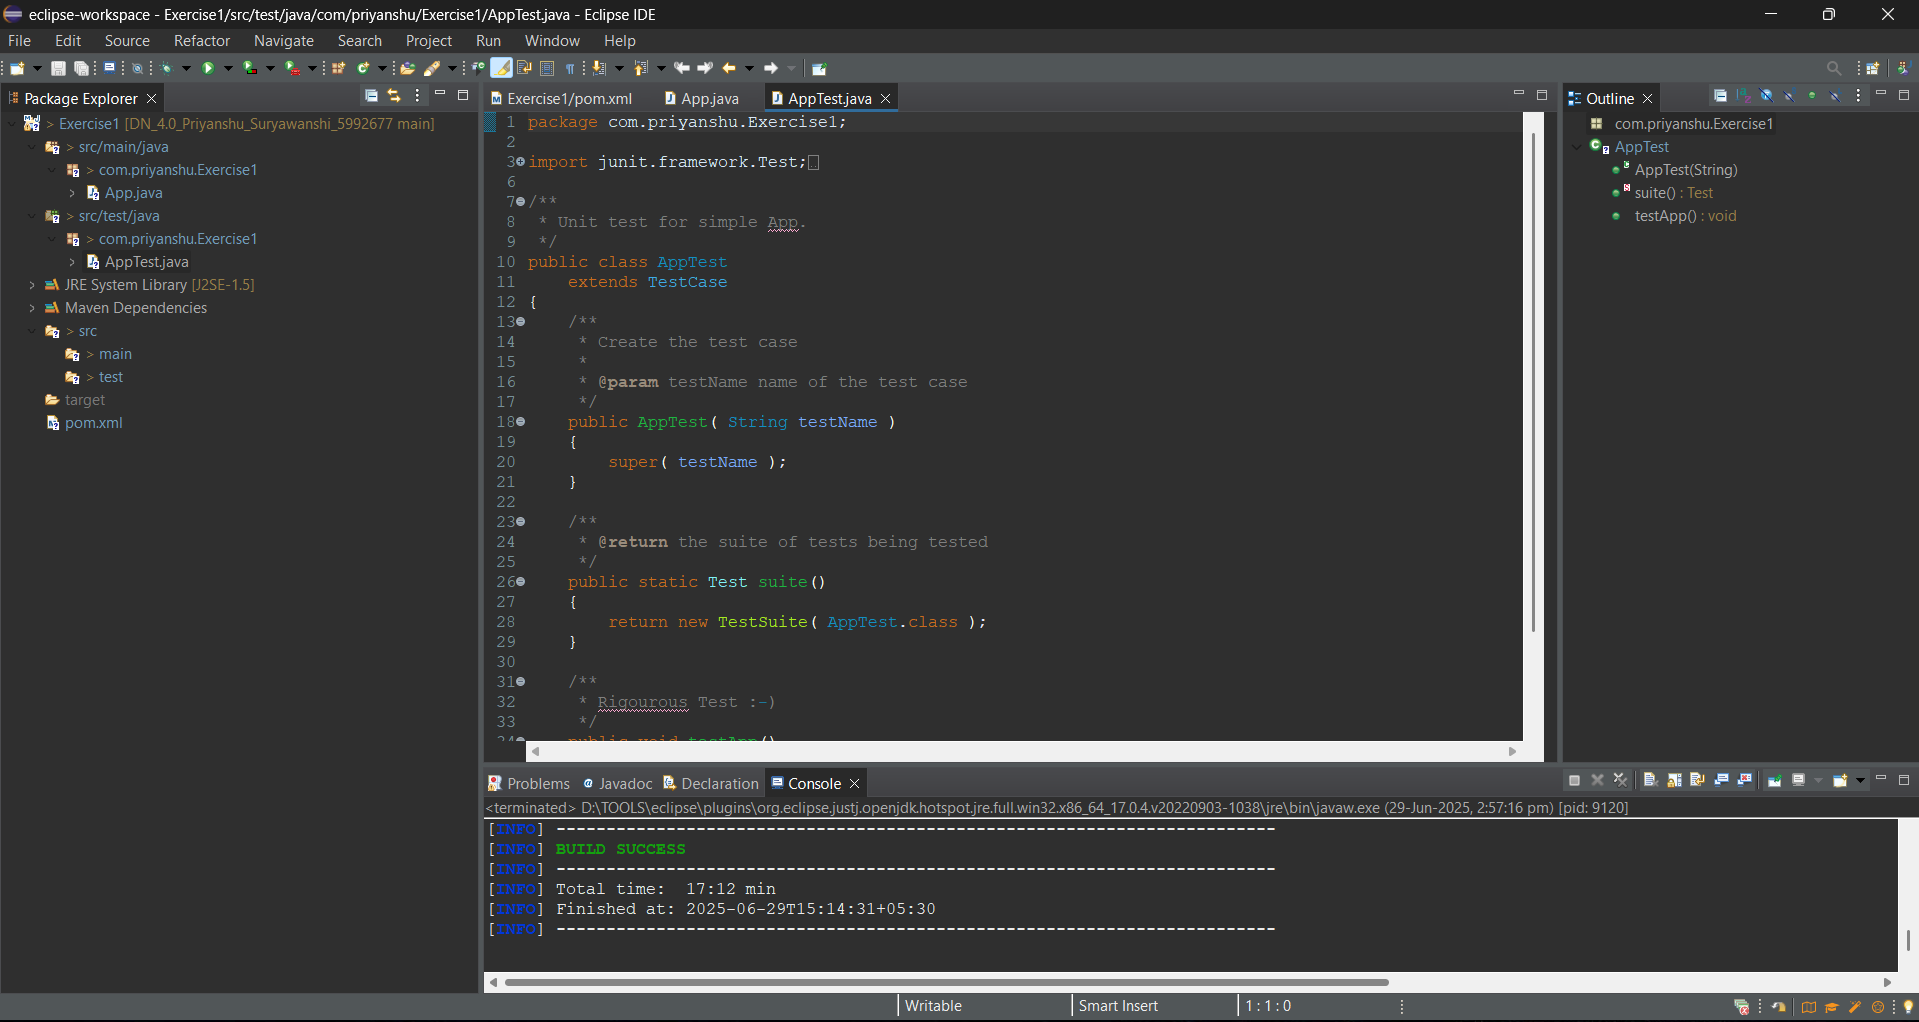 eclipse-workspace - Exercise1/src/test/java/com/priyanshu/Exercise1/AppTest.java - Eclipse IDE
File Edit Source Refactor Navigate Search Project Run Window Help
Package Explorer
> Exercise1 [DN_4.0_Priyanshu_Suryawanshi_5992677 main]
> src/main/java
> com.priyanshu.Exercise1
App.java
> src/test/java
> com.priyanshu.Exercise1
AppTest.java
JRE System Library [J2SE-1.5]
Maven Dependencies
> src
> main
> test
target
pom.xml
Exercise1/pom.xml App.java AppTest.java
1 package com.priyanshu.Exercise1;
2
3 import junit.framework.Test;
6
7 /**
8 * Unit test for simple App.
9 */
10 public class AppTest
11 extends TestCase
12 {
13 /**
14 * Create the test case
15 *
16 * @param testName name of the test case
17 */
18 public AppTest( String testName )
19 {
20 super( testName );
21 }
22
23 /**
24 * @return the suite of tests being tested
25 */
26 public static Test suite()
27 {
28 return new TestSuite( AppTest.class );
29 }
30
31 /**
32 * Rigourous Test :-)
33 */
34 public void testApp()
Outline
com.priyanshu.Exercise1
AppTest
AppTest(String)
suite() : Test
testApp() : void
Problems @ Javadoc Declaration Console
<terminated> D:\TOOLS\eclipse\plugins\org.eclipse.justj.openjdk.hotspot.jre.full.win32.x86_64_17.0.4.v20220903-1038\jre\bin\javaw.exe (29-Jun-2025, 2:57:16 pm) [pid: 9120]
[INFO] ------------------------------------------------------------------------
[INFO] BUILD SUCCESS
[INFO] ------------------------------------------------------------------------
[INFO] Total time:  17:12 min
[INFO] Finished at: 2025-06-29T15:14:31+05:30
[INFO] ------------------------------------------------------------------------
Writable Smart Insert 1 : 1 : 0